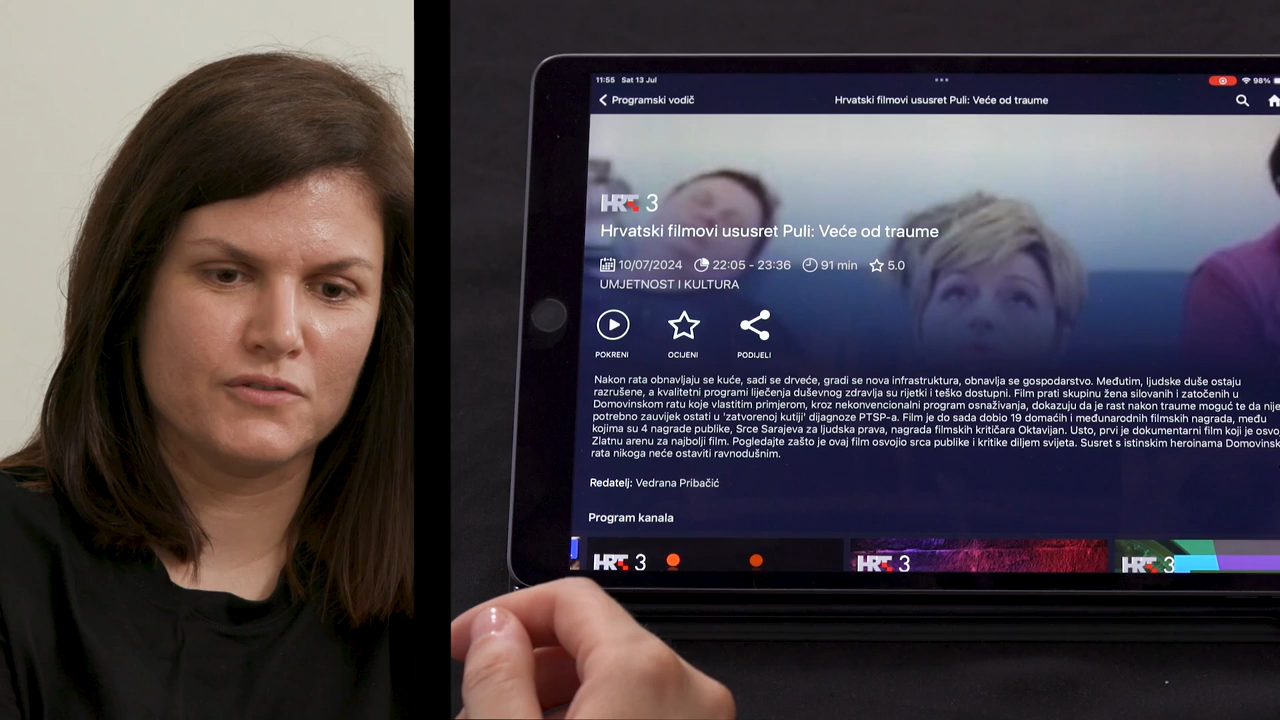 11:55 Sat 13 Jul
98%
Programski vodič
Hrvatski filmovi ususret Puli: Veće od traume
HRT 3
Hrvatski filmovi ususret Puli: Veće od traume
10/07/2024 22:05 - 23:36 91 min 5.0
UMJETNOST I KULTURA
POKRENI OCIJENI PODIJELI
Nakon rata obnavljaju se kuće, sadi se drveće, gradi se nova infrastruktura, obnavlja se gospodarstvo. Međutim, ljudske duše ostaju
razrušene, a kvalitetni programi liječenja duševnog zdravlja su rijetki i teško dostupni. Film prati skupinu žena silovanih i zatočenih u
Domovinskom ratu koje vlastitim primjerom, kroz nekonvencionalni program osnaživanja, dokazuju da je rast nakon traume moguć te da nije
potrebno zauvijek ostati u 'zatvorenoj kutiji' dijagnoze PTSP-a. Film je do sada dobio 19 domaćih i međunarodnih filmskih nagrada, među
kojima su 4 nagrade publike, Srce Sarajeva za ljudska prava, nagrada filmskih kritičara Oktavijan. Usto, prvi je dokumentarni film koji je osvo
Zlatnu arenu za najbolji film. Pogledajte zašto je ovaj film osvojio srca publike i kritike diljem svijeta. Susret s istinskim heroinama Domovinsk
rata nikoga neće ostaviti ravnodušnim.
Redatelj: Vedrana Pribačić
Program kanala
HRT 3 HRT 3 HRT 3